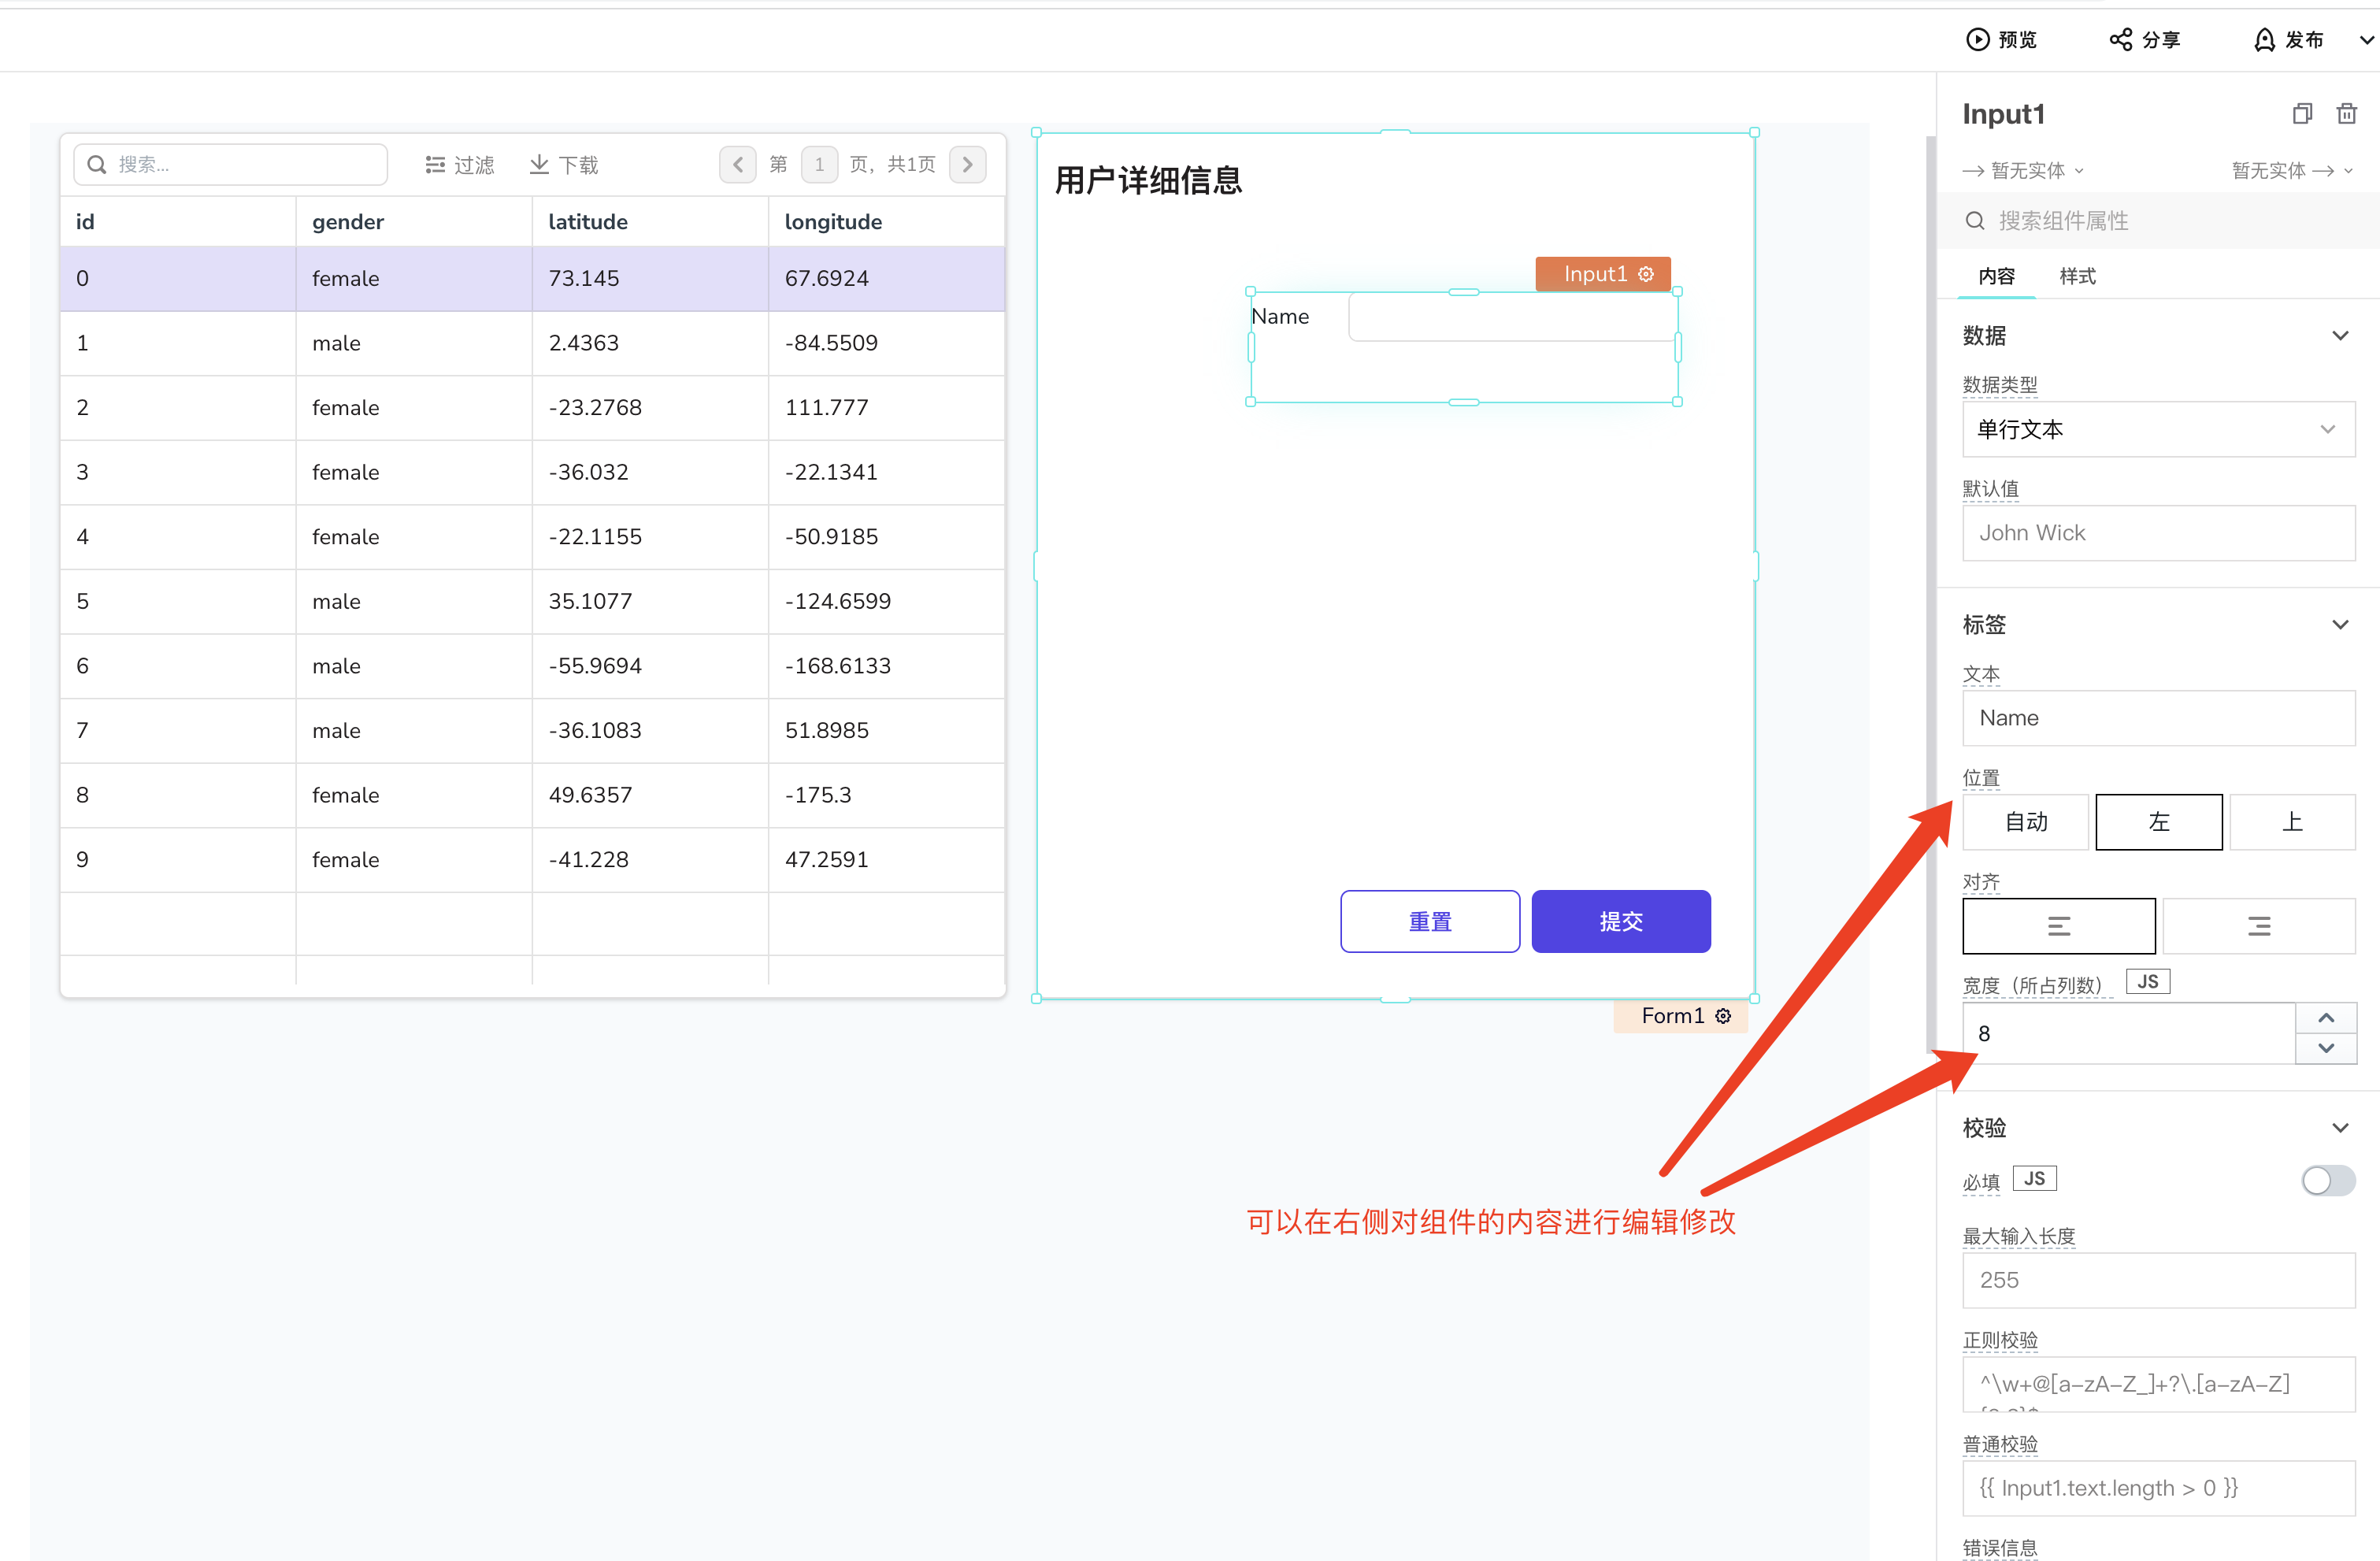 预览 分享 发布
搜索... 过滤 下载 第 1 页，共1页
id gender latitude longitude
0 female 73.145 67.6924
1 male 2.4363 -84.5509
2 female -23.2768 111.777
3 female -36.032 -22.1341
4 female -22.1155 -50.9185
5 male 35.1077 -124.6599
6 male -55.9694 -168.6133
7 male -36.1083 51.8985
8 female 49.6357 -175.3
9 female -41.228 47.2591
用户详细信息
Input1
Name
重置 提交
Form1
可以在右侧对组件的内容进行编辑修改
Input1
暂无实体 暂无实体
搜索组件属性
内容 样式
数据
数据类型
单行文本
默认值
John Wick
标签
文本
Name
位置
自动 左 上
对齐
宽度（所占列数） JS
8
校验
必填 JS
最大输入长度
255
正则校验
^\w+@[a-zA-Z_]+?\.[a-zA-Z]
普通校验
{{ Input1.text.length > 0 }}
错误信息